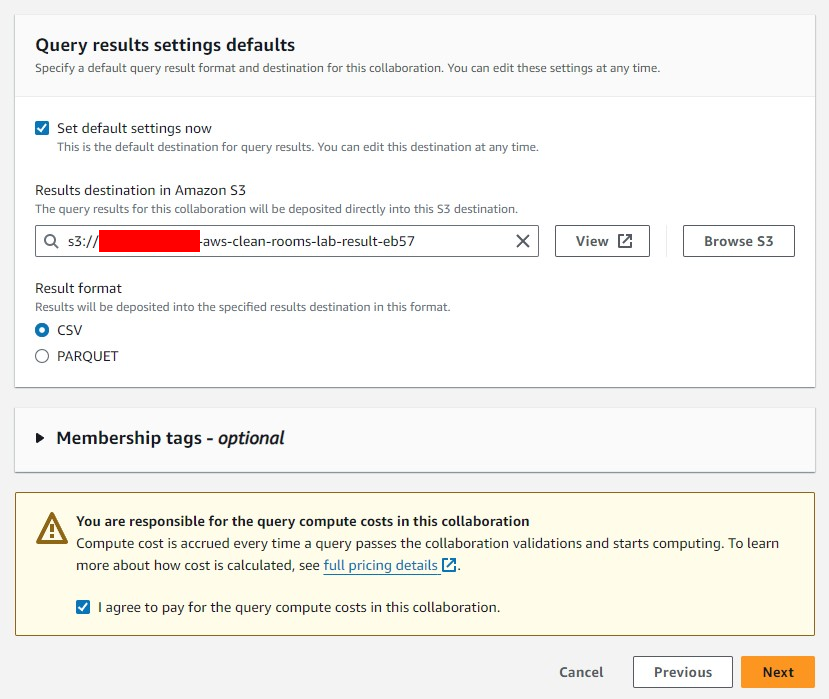 Query results settings defaults
Specify a default query result format and destination for this collaboration. You can edit these settings at any time.
Set default settings now
This is the default destination for query results. You can edit this destination at any time.
Results destination in Amazon S3
The query results for this collaboration will be deposited directly into this S3 destination.
s3:// -aws-clean-rooms-lab-result-eb57
View
Browse S3
Result format
Results will be deposited into the specified results destination in this format.
CSV
PARQUET
Membership tags - optional
You are responsible for the query compute costs in this collaboration
Compute cost is accrued every time a query passes the collaboration validations and starts computing. To learn
more about how cost is calculated, see full pricing details.
I agree to pay for the query compute costs in this collaboration.
Cancel
Previous
Next